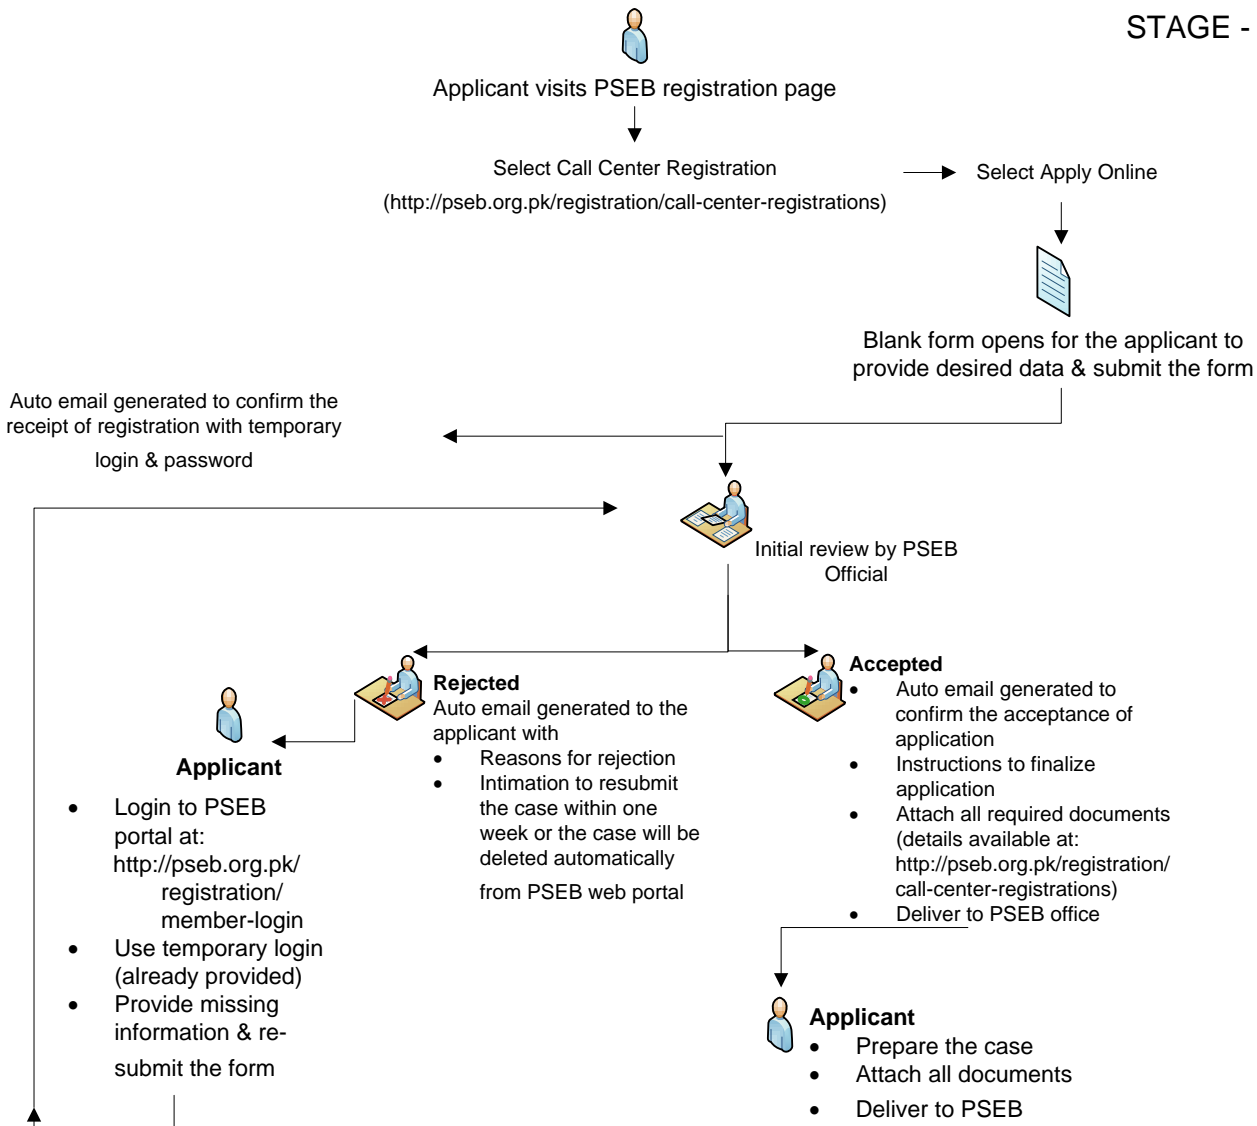 STAGE -
Applicant visits PSEB registration page
Select Call Center Registration
(http://pseb.org.pk/registration/call-center-registrations)
Select Apply Online
Blank form opens for the applicant to
provide desired data & submit the form
Auto email generated to confirm the
receipt of registration with temporary
login & password
Initial review by PSEB
Official
Rejected
Auto email generated to the
applicant with
• Reasons for rejection
• Intimation to resubmit
the case within one
week or the case will be
deleted automatically
from PSEB web portal
Accepted
• Auto email generated to
confirm the acceptance of
application
• Instructions to finalize
application
• Attach all required documents
(details available at:
http://pseb.org.pk/registration/
call-center-registrations)
• Deliver to PSEB office
Applicant
• Login to PSEB
portal at:
http://pseb.org.pk/
registration/
member-login
• Use temporary login
(already provided)
• Provide missing
information & re-
submit the form
Applicant
• Prepare the case
• Attach all documents
• Deliver to PSEB